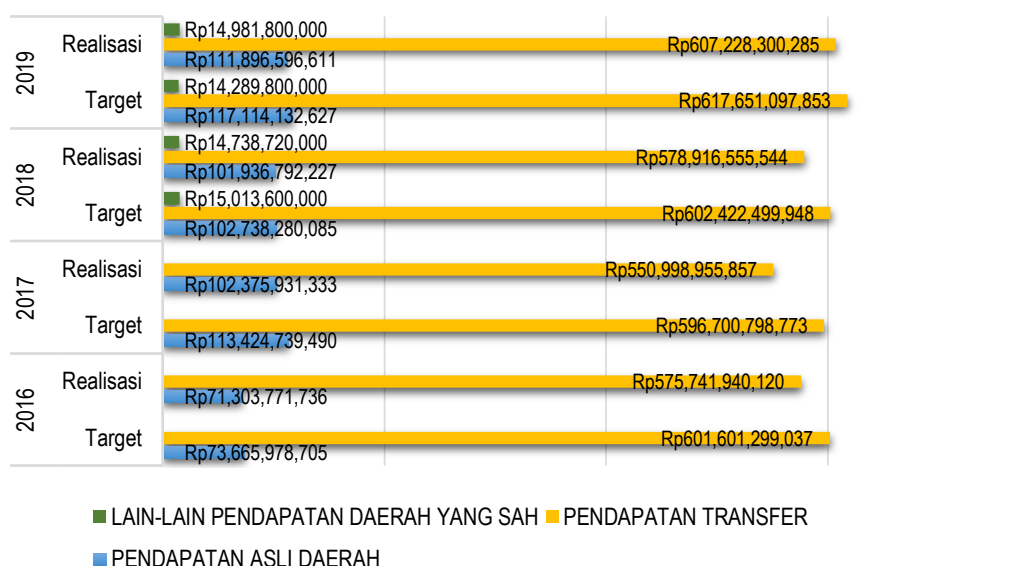 2019
Realisasi
Rp14,981,800,000
Rp607,228,300,285
Rp111,896,596,611
Target
Rp14,289,800,000
Rp617,651,097,853
Rp117,114,132,627
2018
Realisasi
Rp14,738,720,000
Rp578,916,555,544
Rp101,936,792,227
Target
Rp15,013,600,000
Rp602,422,499,948
Rp102,738,280,085
2017
Realisasi
Rp550,998,955,857
Rp102,375,931,333
Target
Rp596,700,798,773
Rp113,424,739,490
2016
Realisasi
Rp575,741,940,120
Rp71,303,771,736
Target
Rp601,601,299,037
Rp73,665,978,705
LAIN-LAIN PENDAPATAN DAERAH YANG SAH PENDAPATAN TRANSFER
PENDAPATAN ASLI DAERAH